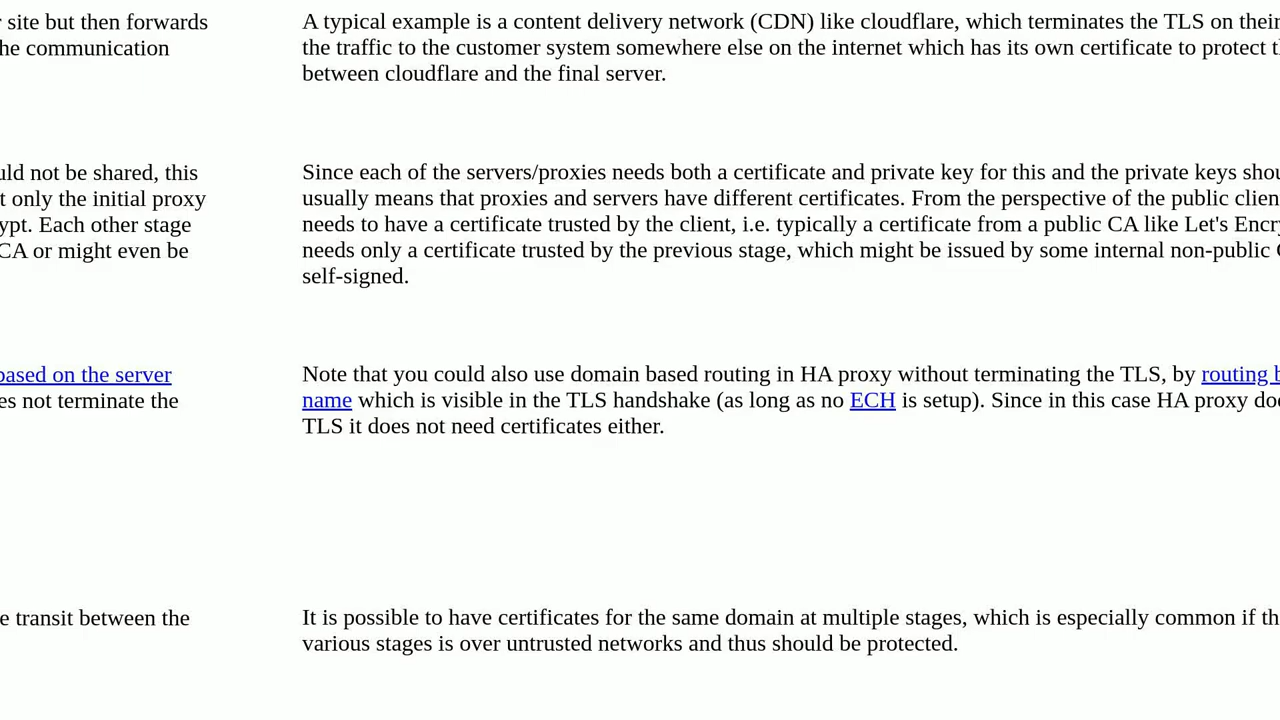 site but then forwards
he communication
uld not be shared, this
t only the initial proxy
ypt. Each other stage
CA or might even be
based on the server
es not terminate the
e transit between the
A typical example is a content delivery network (CDN) like cloudflare, which terminates the TLS on their
the traffic to the customer system somewhere else on the internet which has its own certificate to protect t
between cloudflare and the final server.
Since each of the servers/proxies needs both a certificate and private key for this and the private keys shou
usually means that proxies and servers have different certificates. From the perspective of the public clien
needs to have a certificate trusted by the client, i.e. typically a certificate from a public CA like Let's Encry
needs only a certificate trusted by the previous stage, which might be issued by some internal non-public
self-signed.
Note that you could also use domain based routing in HA proxy without terminating the TLS, by routing b
name which is visible in the TLS handshake (as long as no ECH is setup). Since in this case HA proxy doe
TLS it does not need certificates either.
It is possible to have certificates for the same domain at multiple stages, which is especially common if th
various stages is over untrusted networks and thus should be protected.